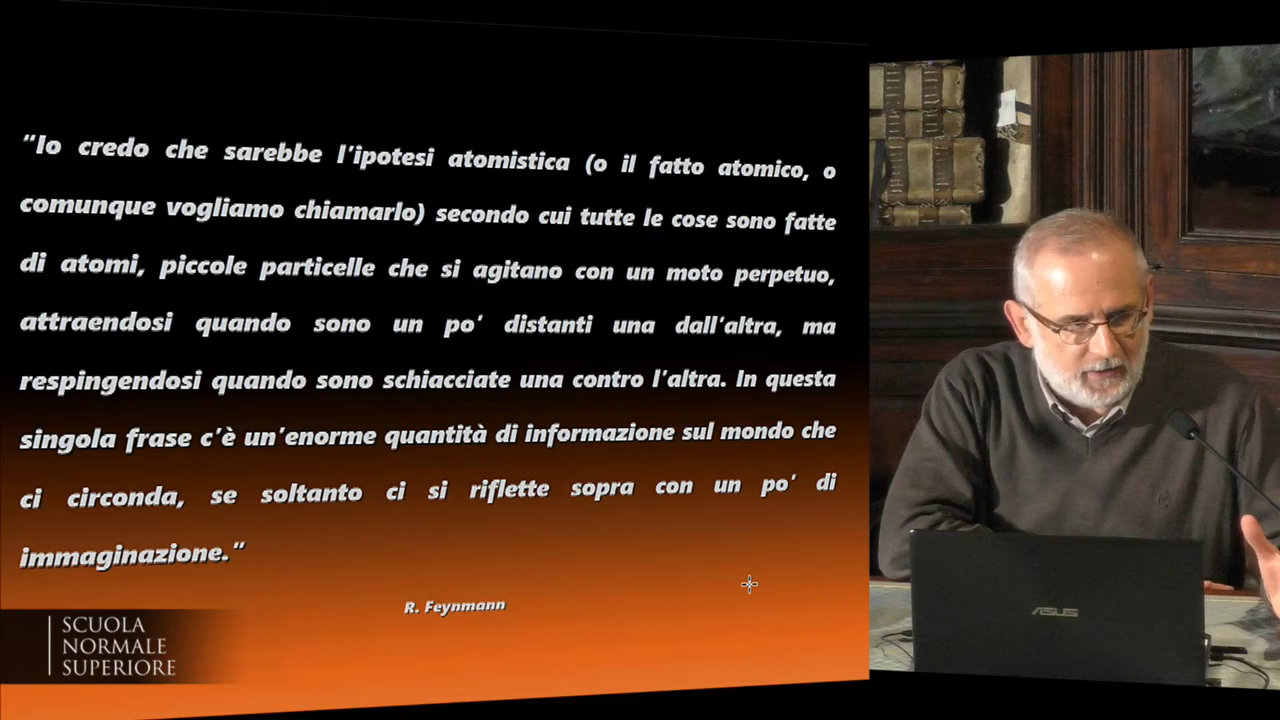 "Io credo che sarebbe l'ipotesi atomistica (o il fatto atomico, o
comunque vogliamo chiamarlo) secondo cui tutte le cose sono fatte
di atomi, piccole particelle che si agitano con un moto perpetuo,
attraendosi quando sono un po' distanti una dall'altra, ma
respingendosi quando sono schiacciate una contro l'altra. In questa
singola frase c'è un'enorme quantità di informazione sul mondo che
ci circonda, se soltanto ci si riflette sopra con un po' di
immaginazione."
R. Feynmann
SCUOLA
NORMALE
SUPERIORE
ASUS